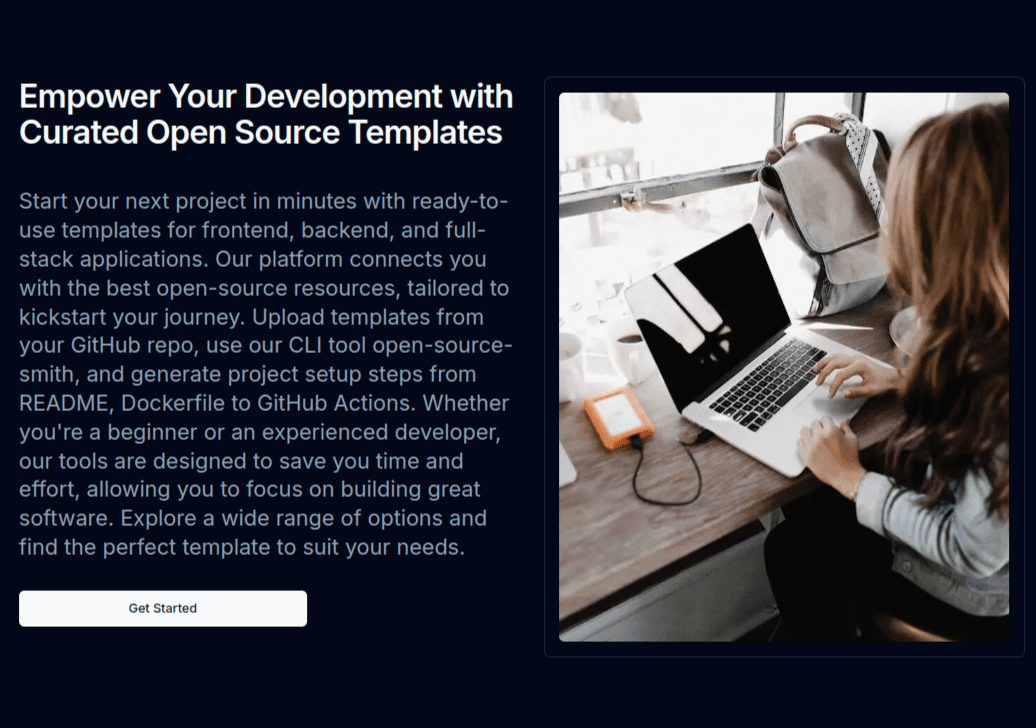 Empower Your Development with
Curated Open Source Templates
Start your next project in minutes with ready-to-
use templates for frontend, backend, and full-
stack applications. Our platform connects you
with the best open-source resources, tailored to
kickstart your journey. Upload templates from
your GitHub repo, use our CLI tool open-source-
smith, and generate project setup steps from
README, Dockerfile to GitHub Actions. Whether
you're a beginner or an experienced developer,
our tools are designed to save you time and
effort, allowing you to focus on building great
software. Explore a wide range of options and
find the perfect template to suit your needs.
Get Started